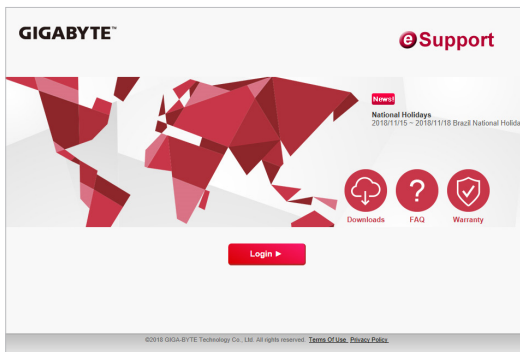 GIGABYTE™
eSupport
News!
National Holidays
2018/11/15 ~ 2018/11/18 Brazil National Holida
Downloads
FAQ
Warranty
Login ►
©2018 GIGA-BYTE Technology Co., Ltd. All rights reserved. Terms Of Use Privacy Policy